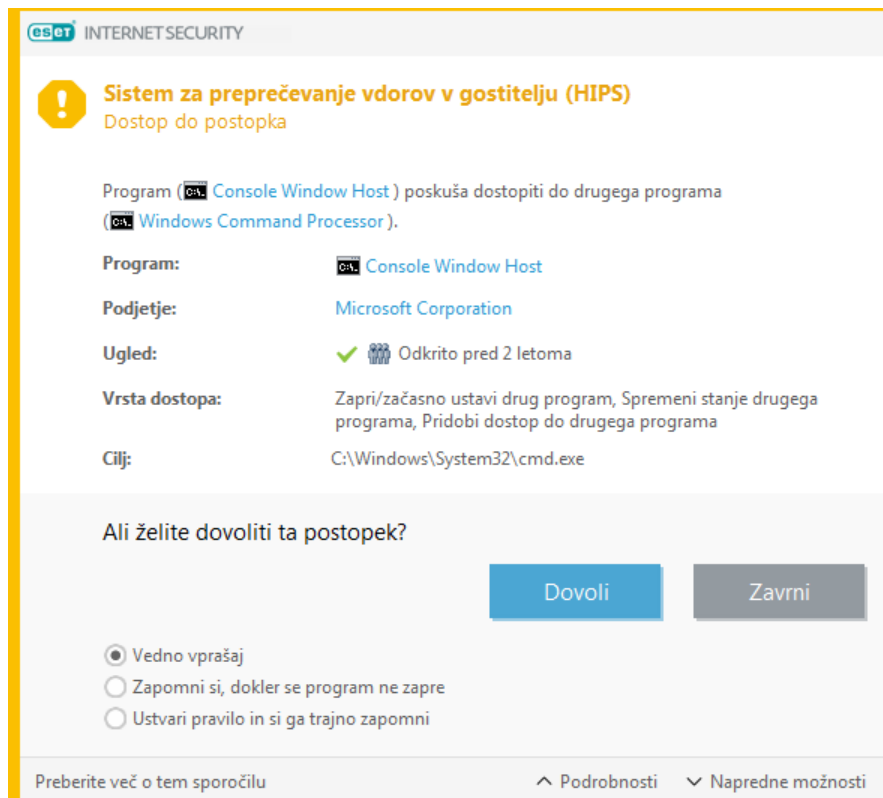 eset INTERNET SECURITY
Sistem za preprečevanje vdorov v gostitelju (HIPS)
Dostop do postopka
Program (Console Window Host) poskuša dostopiti do drugega programa
(Windows Command Processor).
Program: Console Window Host
Podjetje: Microsoft Corporation
Ugled: Odkrito pred 2 letoma
Vrsta dostopa: Zapri/začasno ustavi drug program, Spremeni stanje drugega
programa, Pridobi dostop do drugega programa
Cilj: C:\Windows\System32\cmd.exe
Ali želite dovoliti ta postopek?
Dovoli Zavrni
Vedno vprašaj
Zapomni si, dokler se program ne zapre
Ustvari pravilo in si ga trajno zapomni
Preberite več o tem sporočilu Podrobnosti Napredne možnosti